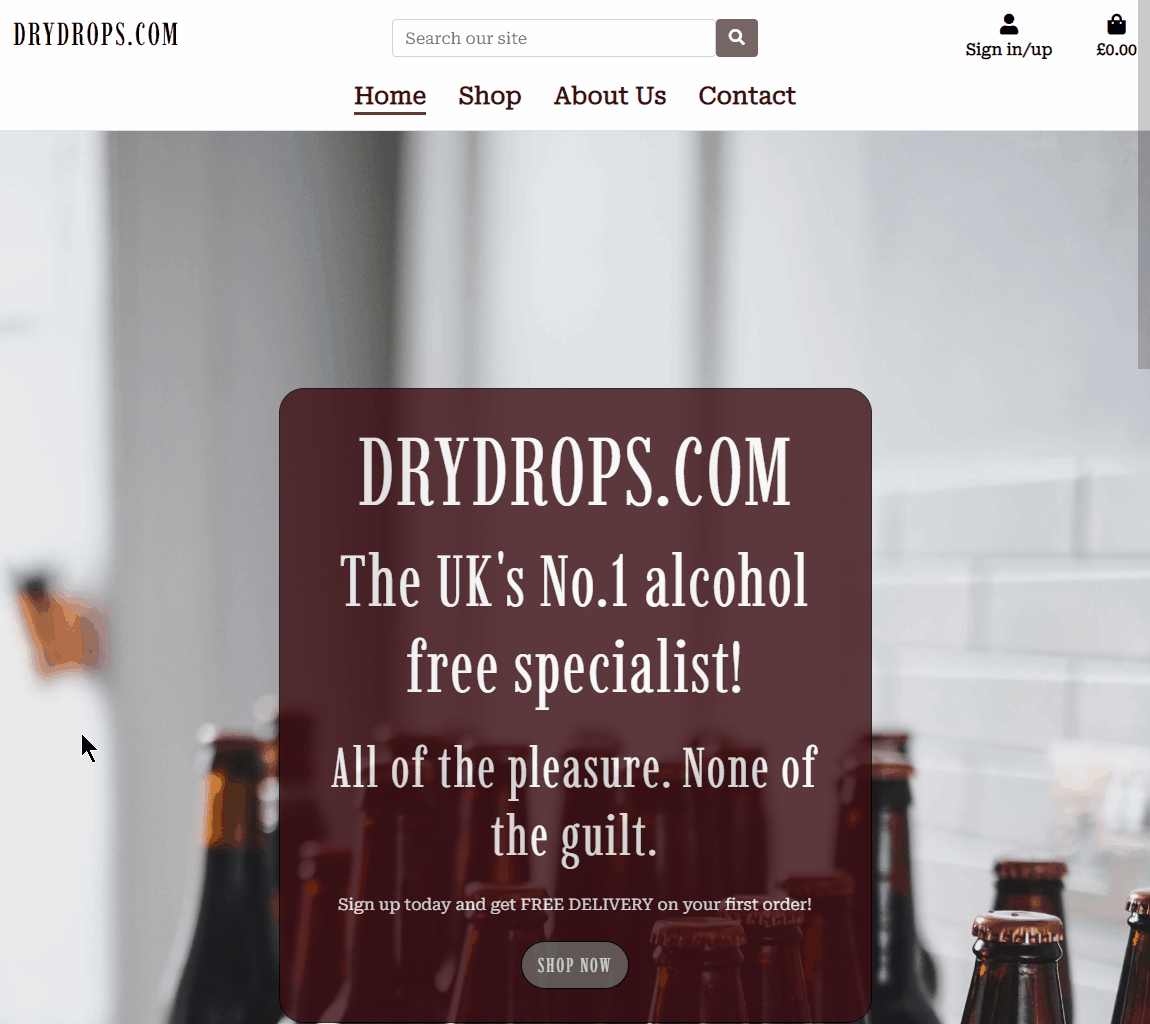 DRYDROPS.COM
Search our site
Sign in/up
£0.00
Home Shop About Us Contact
DRYDROPS.COM
The UK's No.1 alcohol
free specialist!
All of the pleasure. None of
the guilt.
Sign up today and get FREE DELIVERY on your first order!
SHOP NOW